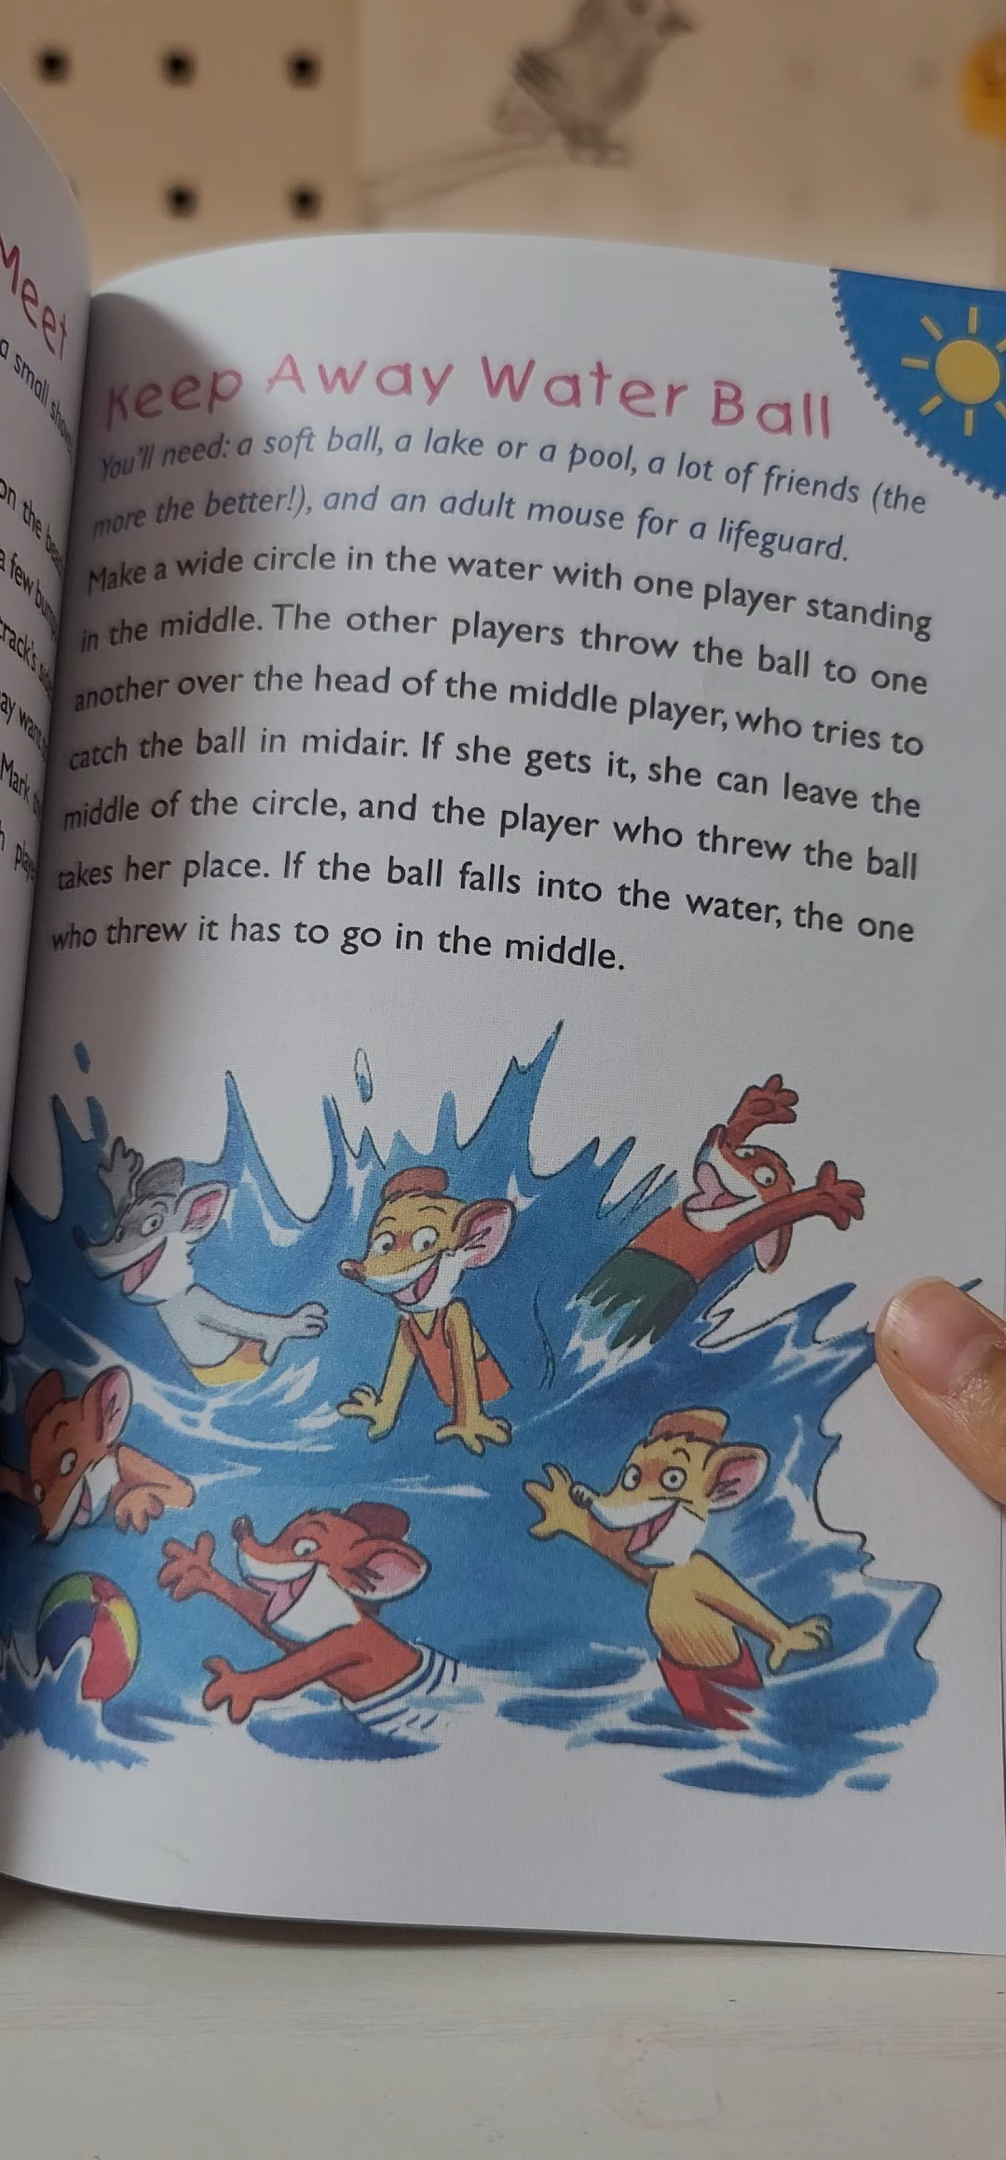 Meet
a small
on the
a few
Mark
Keep Away Water Ball
You'll need: a soft ball, a lake or a pool, a lot of friends (the
more the better!), and an adult mouse for a lifeguard.
Make a wide circle in the water with one player standing
in the middle. The other players throw the ball to one
another over the head of the middle player, who tries to
catch the ball in midair. If she gets it, she can leave the
middle of the circle, and the player who threw the ball
takes her place. If the ball falls into the water, the one
who threw it has to go in the middle.